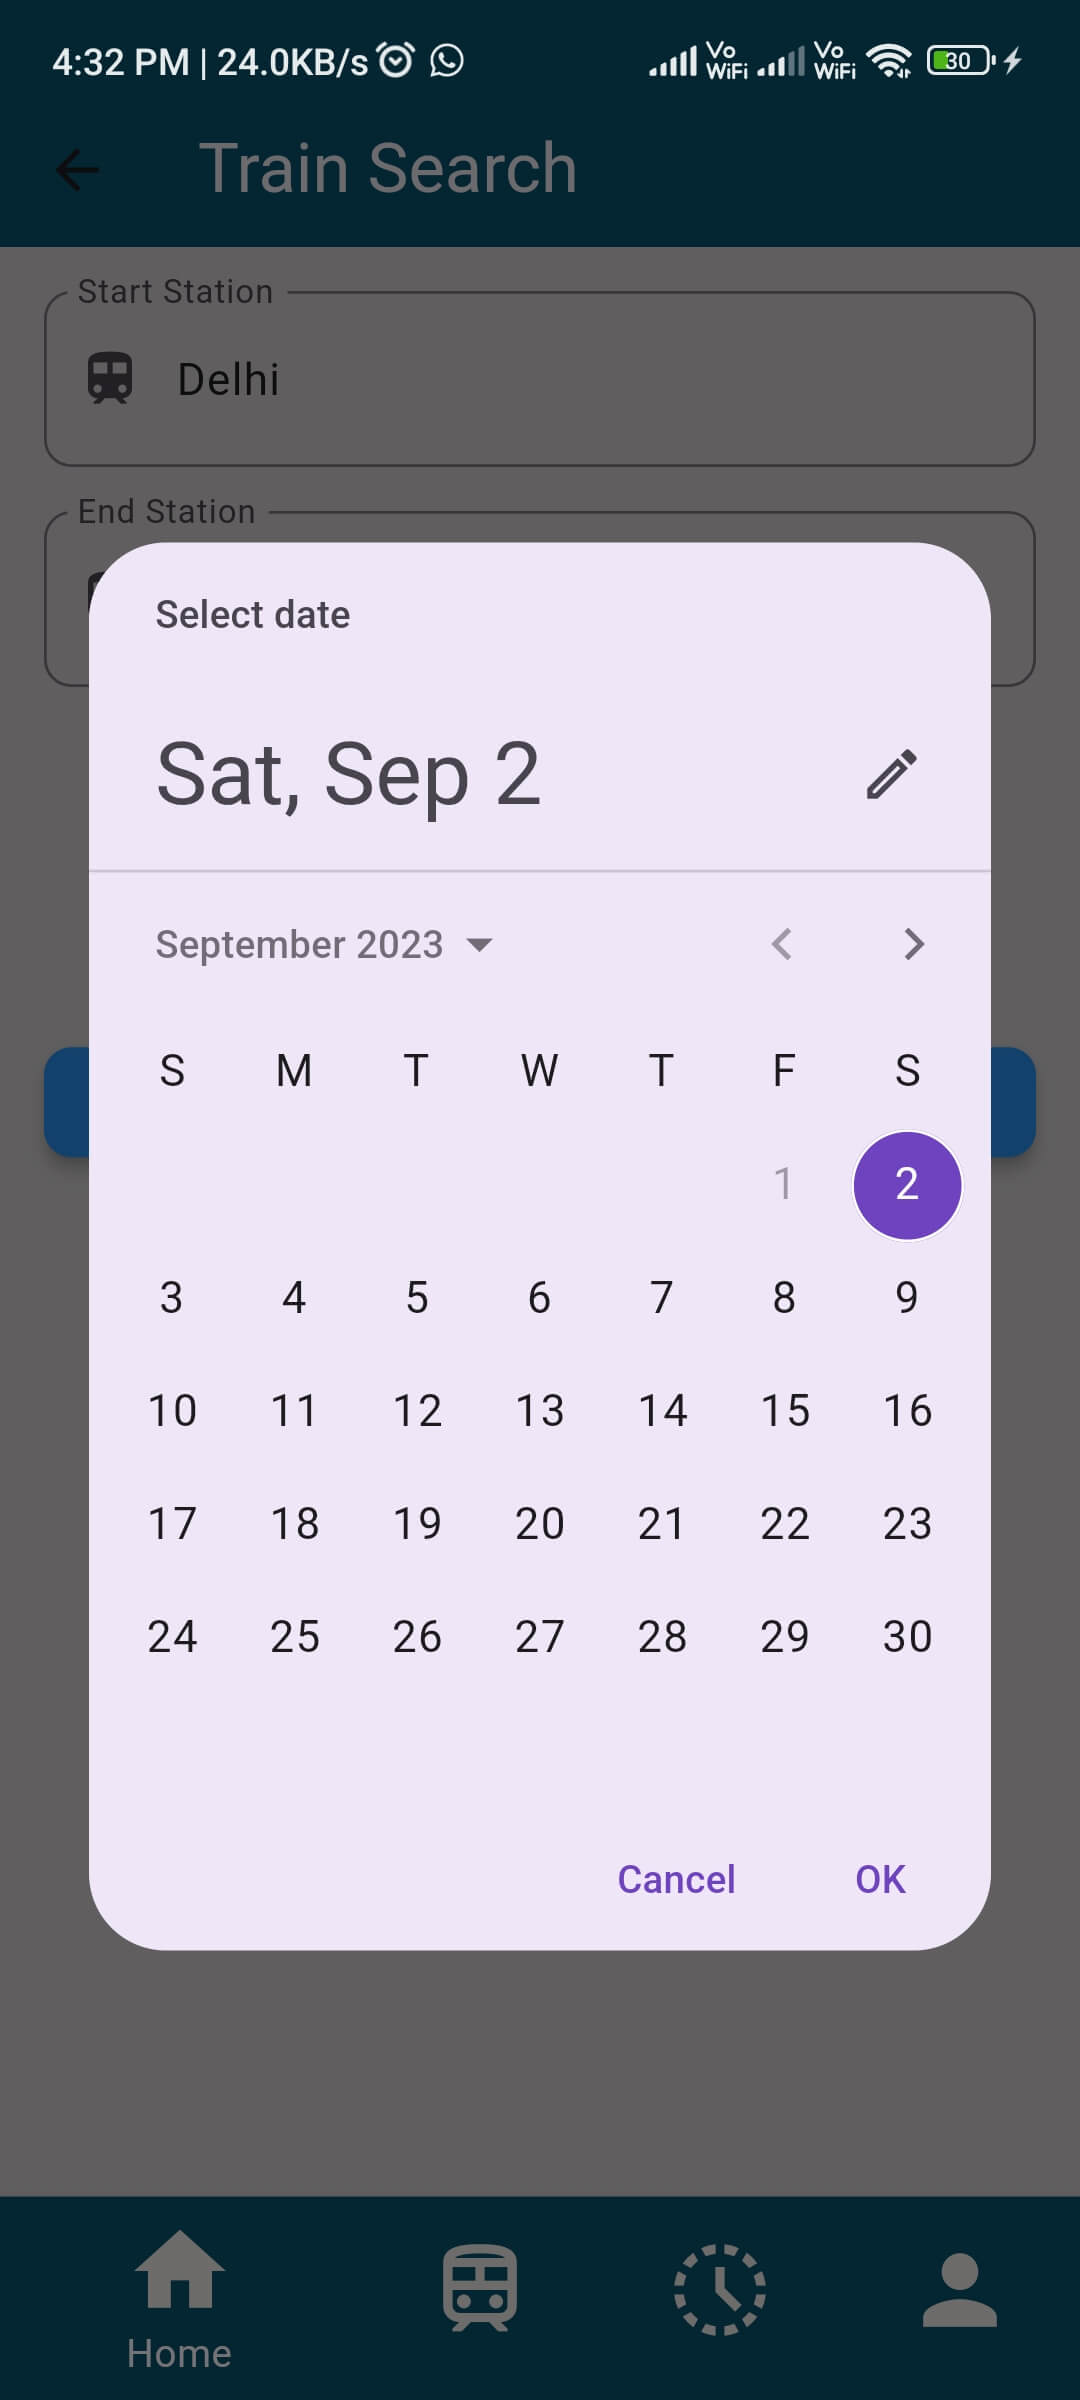 4:32 PM | 24.0KB/s Vo WiFi Vo WiFi 30
Train Search
Start Station
Delhi
End Station
Select date
Sat, Sep 2
September 2023
S M T W T F S
1 2
3 4 5 6 7 8 9
10 11 12 13 14 15 16
17 18 19 20 21 22 23
24 25 26 27 28 29 30
Cancel OK
Home